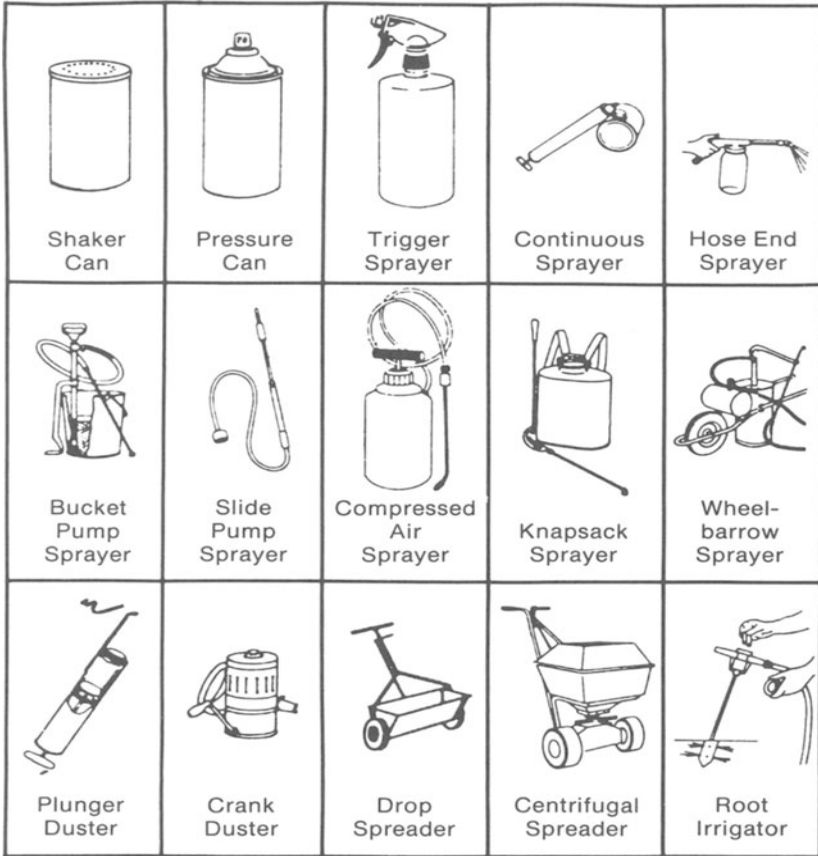 Shaker
Can
Pressure
Can
Trigger
Sprayer
Continuous
Sprayer
Hose End
Sprayer
Bucket
Pump
Sprayer
Slide
Pump
Sprayer
Compressed
Air
Sprayer
Knapsack
Sprayer
Wheel-
barrow
Sprayer
Plunger
Duster
Crank
Duster
Drop
Spreader
Centrifugal
Spreader
Root
Irrigator